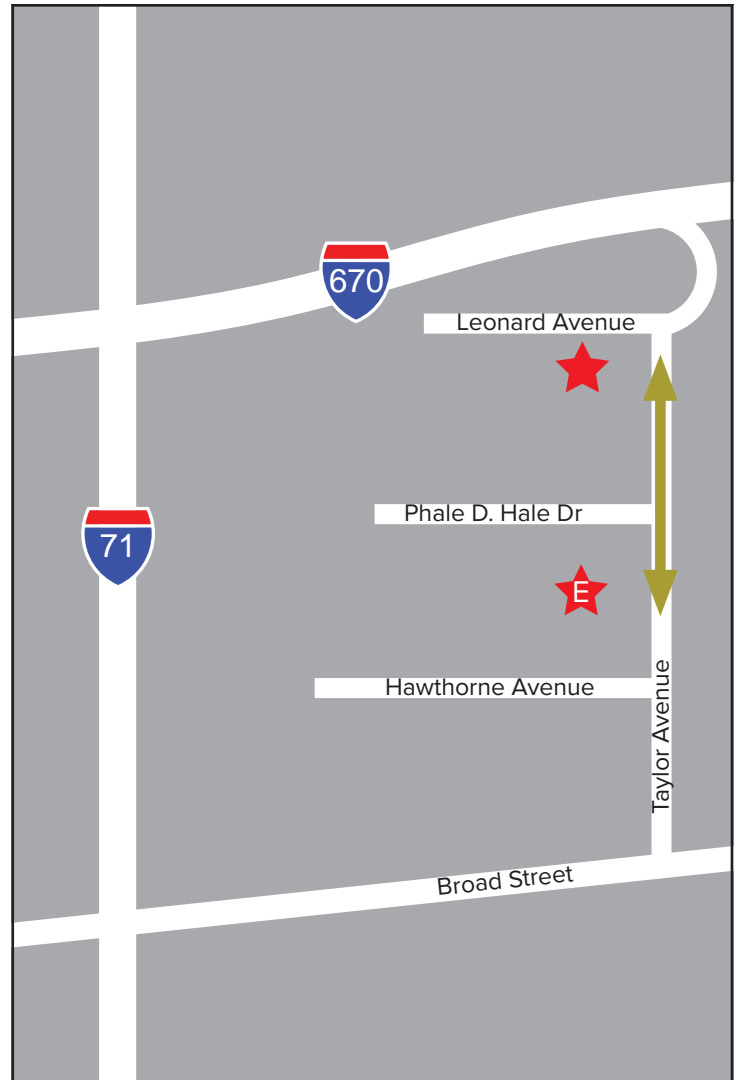 670
Leonard Avenue
Phale D. Hale Dr
71
E
Hawthorne Avenue
Taylor Avenue
Broad Street